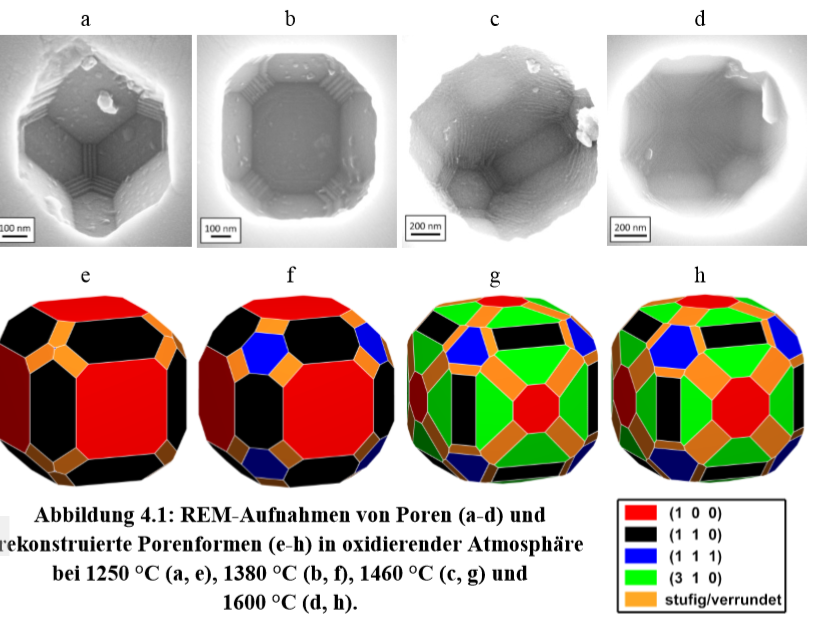 a b c d
100 nm 100 nm 200 nm 200 nm
e f g h
Abbildung 4.1: REM-Aufnahmen von Poren (a-d) und
rekonstruierte Porenformen (e-h) in oxidierender Atmosphäre
bei 1250 °C (a, e), 1380 °C (b, f), 1460 °C (c, g) und
1600 °C (d, h).
(1 0 0)
(1 1 0)
(1 1 1)
(3 1 0)
stufig/verrundet